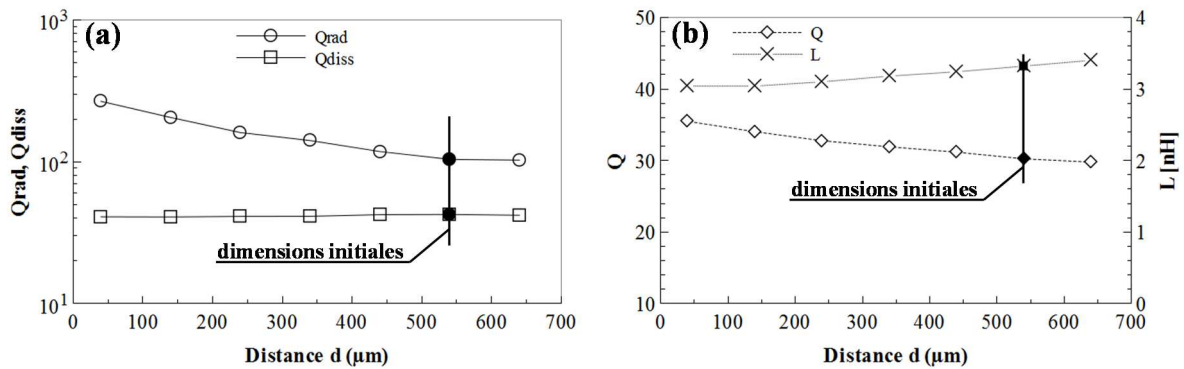 (a)
Qrad
Qdiss
10³
10²
10¹
Qrad, Qdiss
dimensions initiales
0 100 200 300 400 500 600 700
Distance d (µm)
(b)
Q
L
50
40
30
20
10
Q
4
3
2
1
0
L [nH]
dimensions initiales
0 100 200 300 400 500 600 700
Distance d (µm)